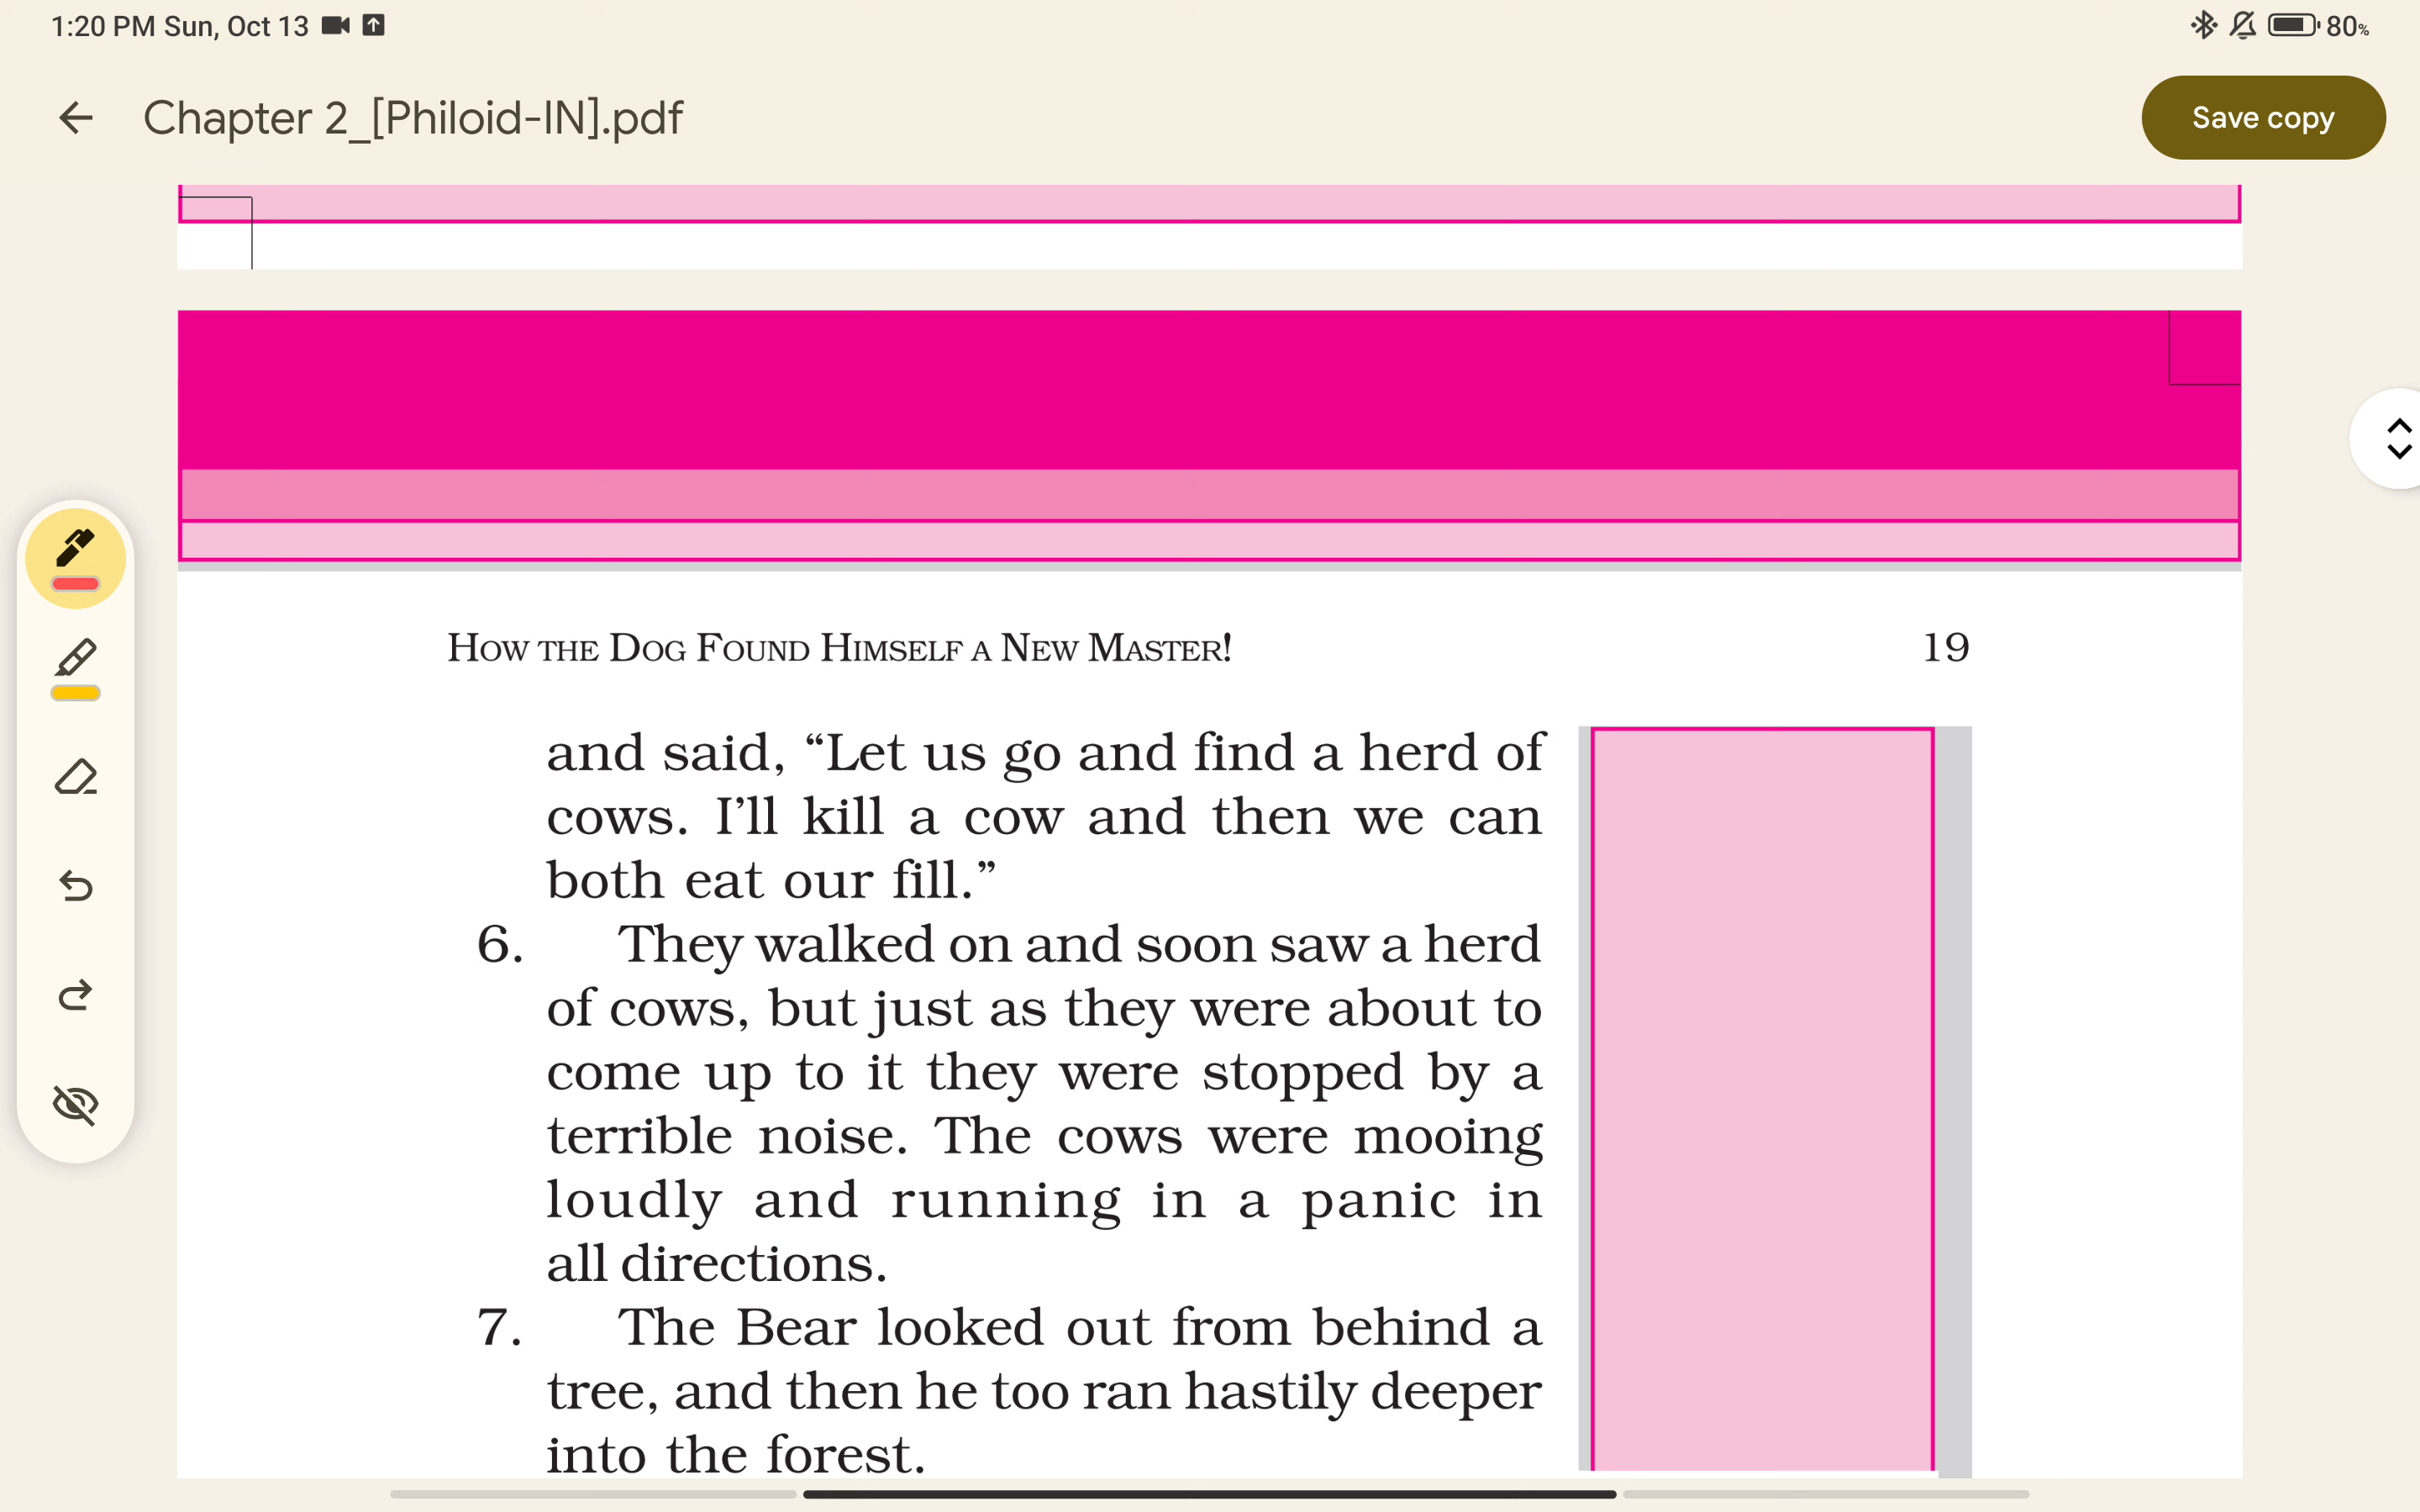 1:20 PM Sun, Oct 13
80%
Chapter 2_[Philoid-IN].pdf
Save copy
HOW THE DOG FOUND HIMSELF A NEW MASTER!
19
and said, “Let us go and find a herd of
cows. I’ll kill a cow and then we can
both eat our fill.”
6. They walked on and soon saw a herd
of cows, but just as they were about to
come up to it they were stopped by a
terrible noise. The cows were mooing
loudly and running in a panic in
all directions.
7. The Bear looked out from behind a
tree, and then he too ran hastily deeper
into the forest.